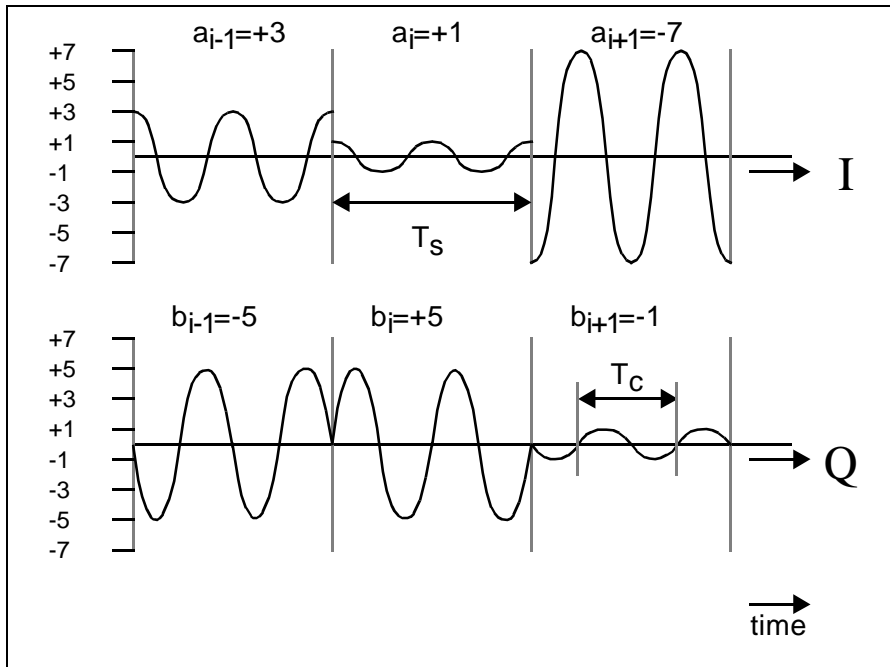 a_{i-1}=+3 a_i=+1 a_{i+1}=-7
+7
+5
+3
+1
-1
-3
-5
-7
I
T_s
b_{i-1}=-5 b_i=+5 b_{i+1}=-1
+7
+5
+3
+1
-1
-3
-5
-7
T_c
Q
time